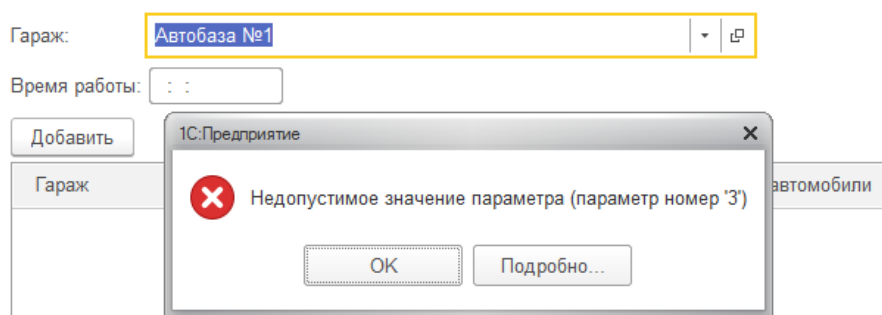 Гараж:
Автобаза №1
Время работы:
: :
Добавить
1С:Предприятие
Гараж
автомобили
Недопустимое значение параметра (параметр номер '3')
OK
Подробно...